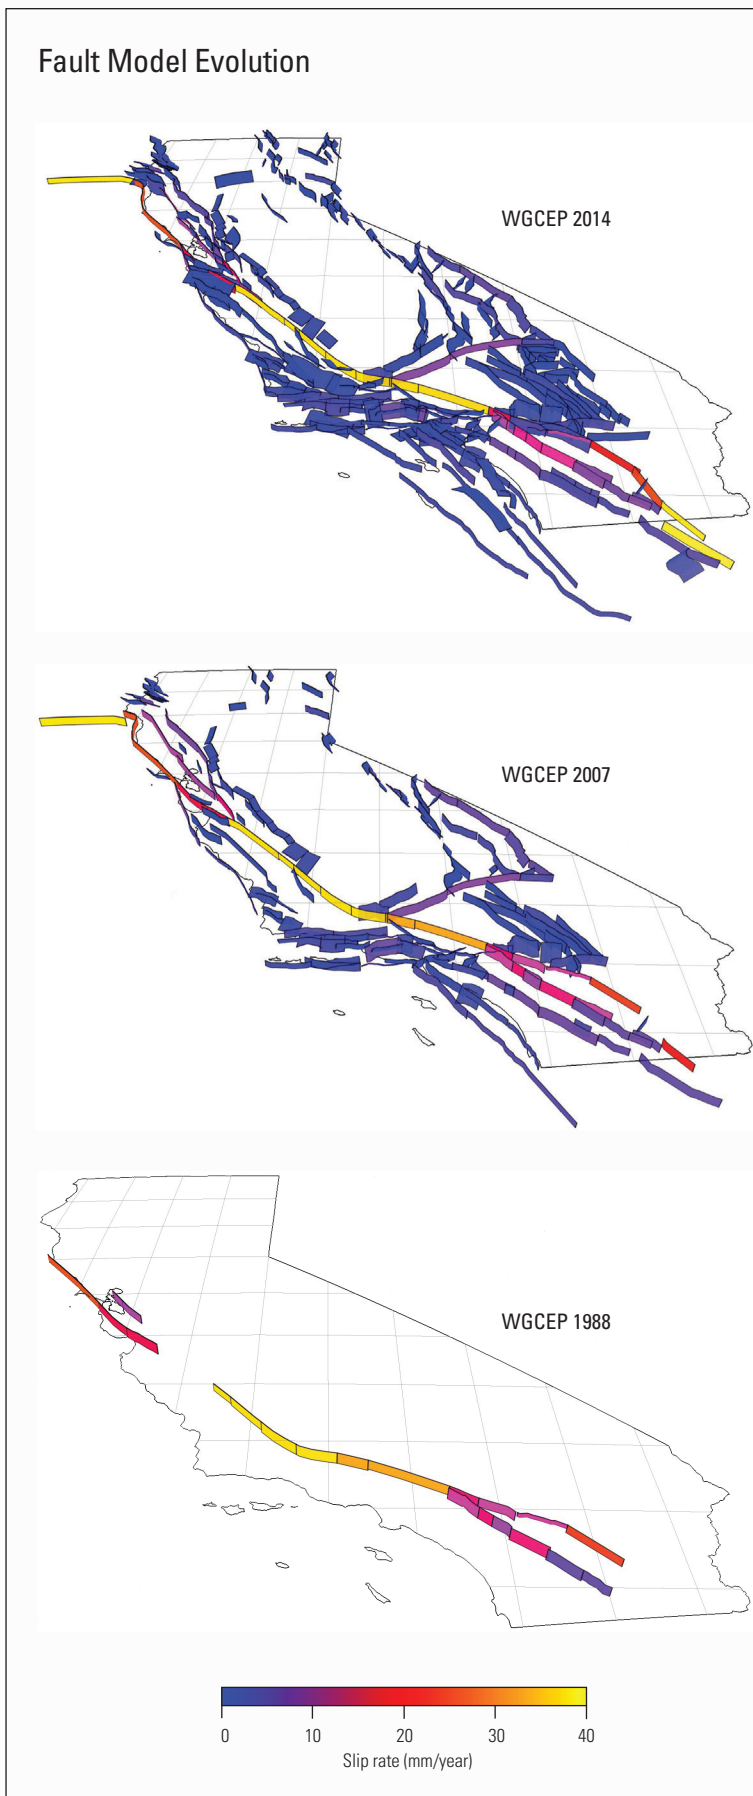 Fault Model Evolution
WGCEP 2014
WGCEP 2007
WGCEP 1988
0 10 20 30 40
Slip rate (mm/year)